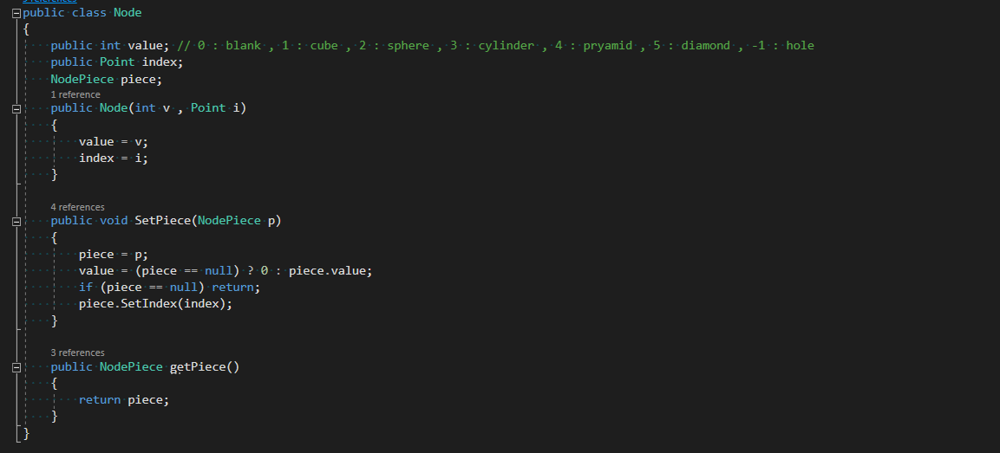 public class Node
{
public int value; // 0 : blank , 1 : cube , 2 : sphere , 3 : cylinder , 4 : pryamid , 5 : diamond , -1 : hole
public Point index;
NodePiece piece;
1 reference
public Node(int v , Point i)
{
value = v;
index = i;
}
4 references
public void SetPiece(NodePiece p)
{
piece = p;
value = (piece == null) ? 0 : piece.value;
if (piece == null) return;
piece.SetIndex(index);
}
3 references
public NodePiece getPiece()
{
return piece;
}
}